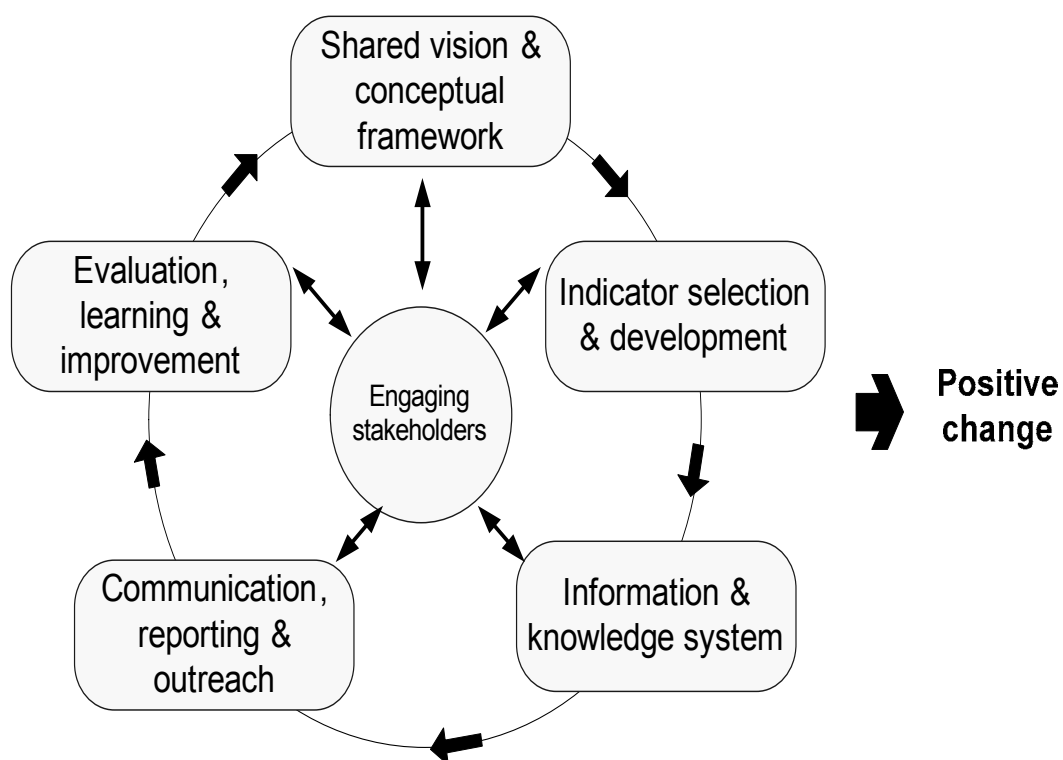 Shared vision &
conceptual
framework
Evaluation,
learning &
improvement
Indicator selection
& development
Engaging
stakeholders
Positive
change
Communication,
reporting &
outreach
Information &
knowledge system